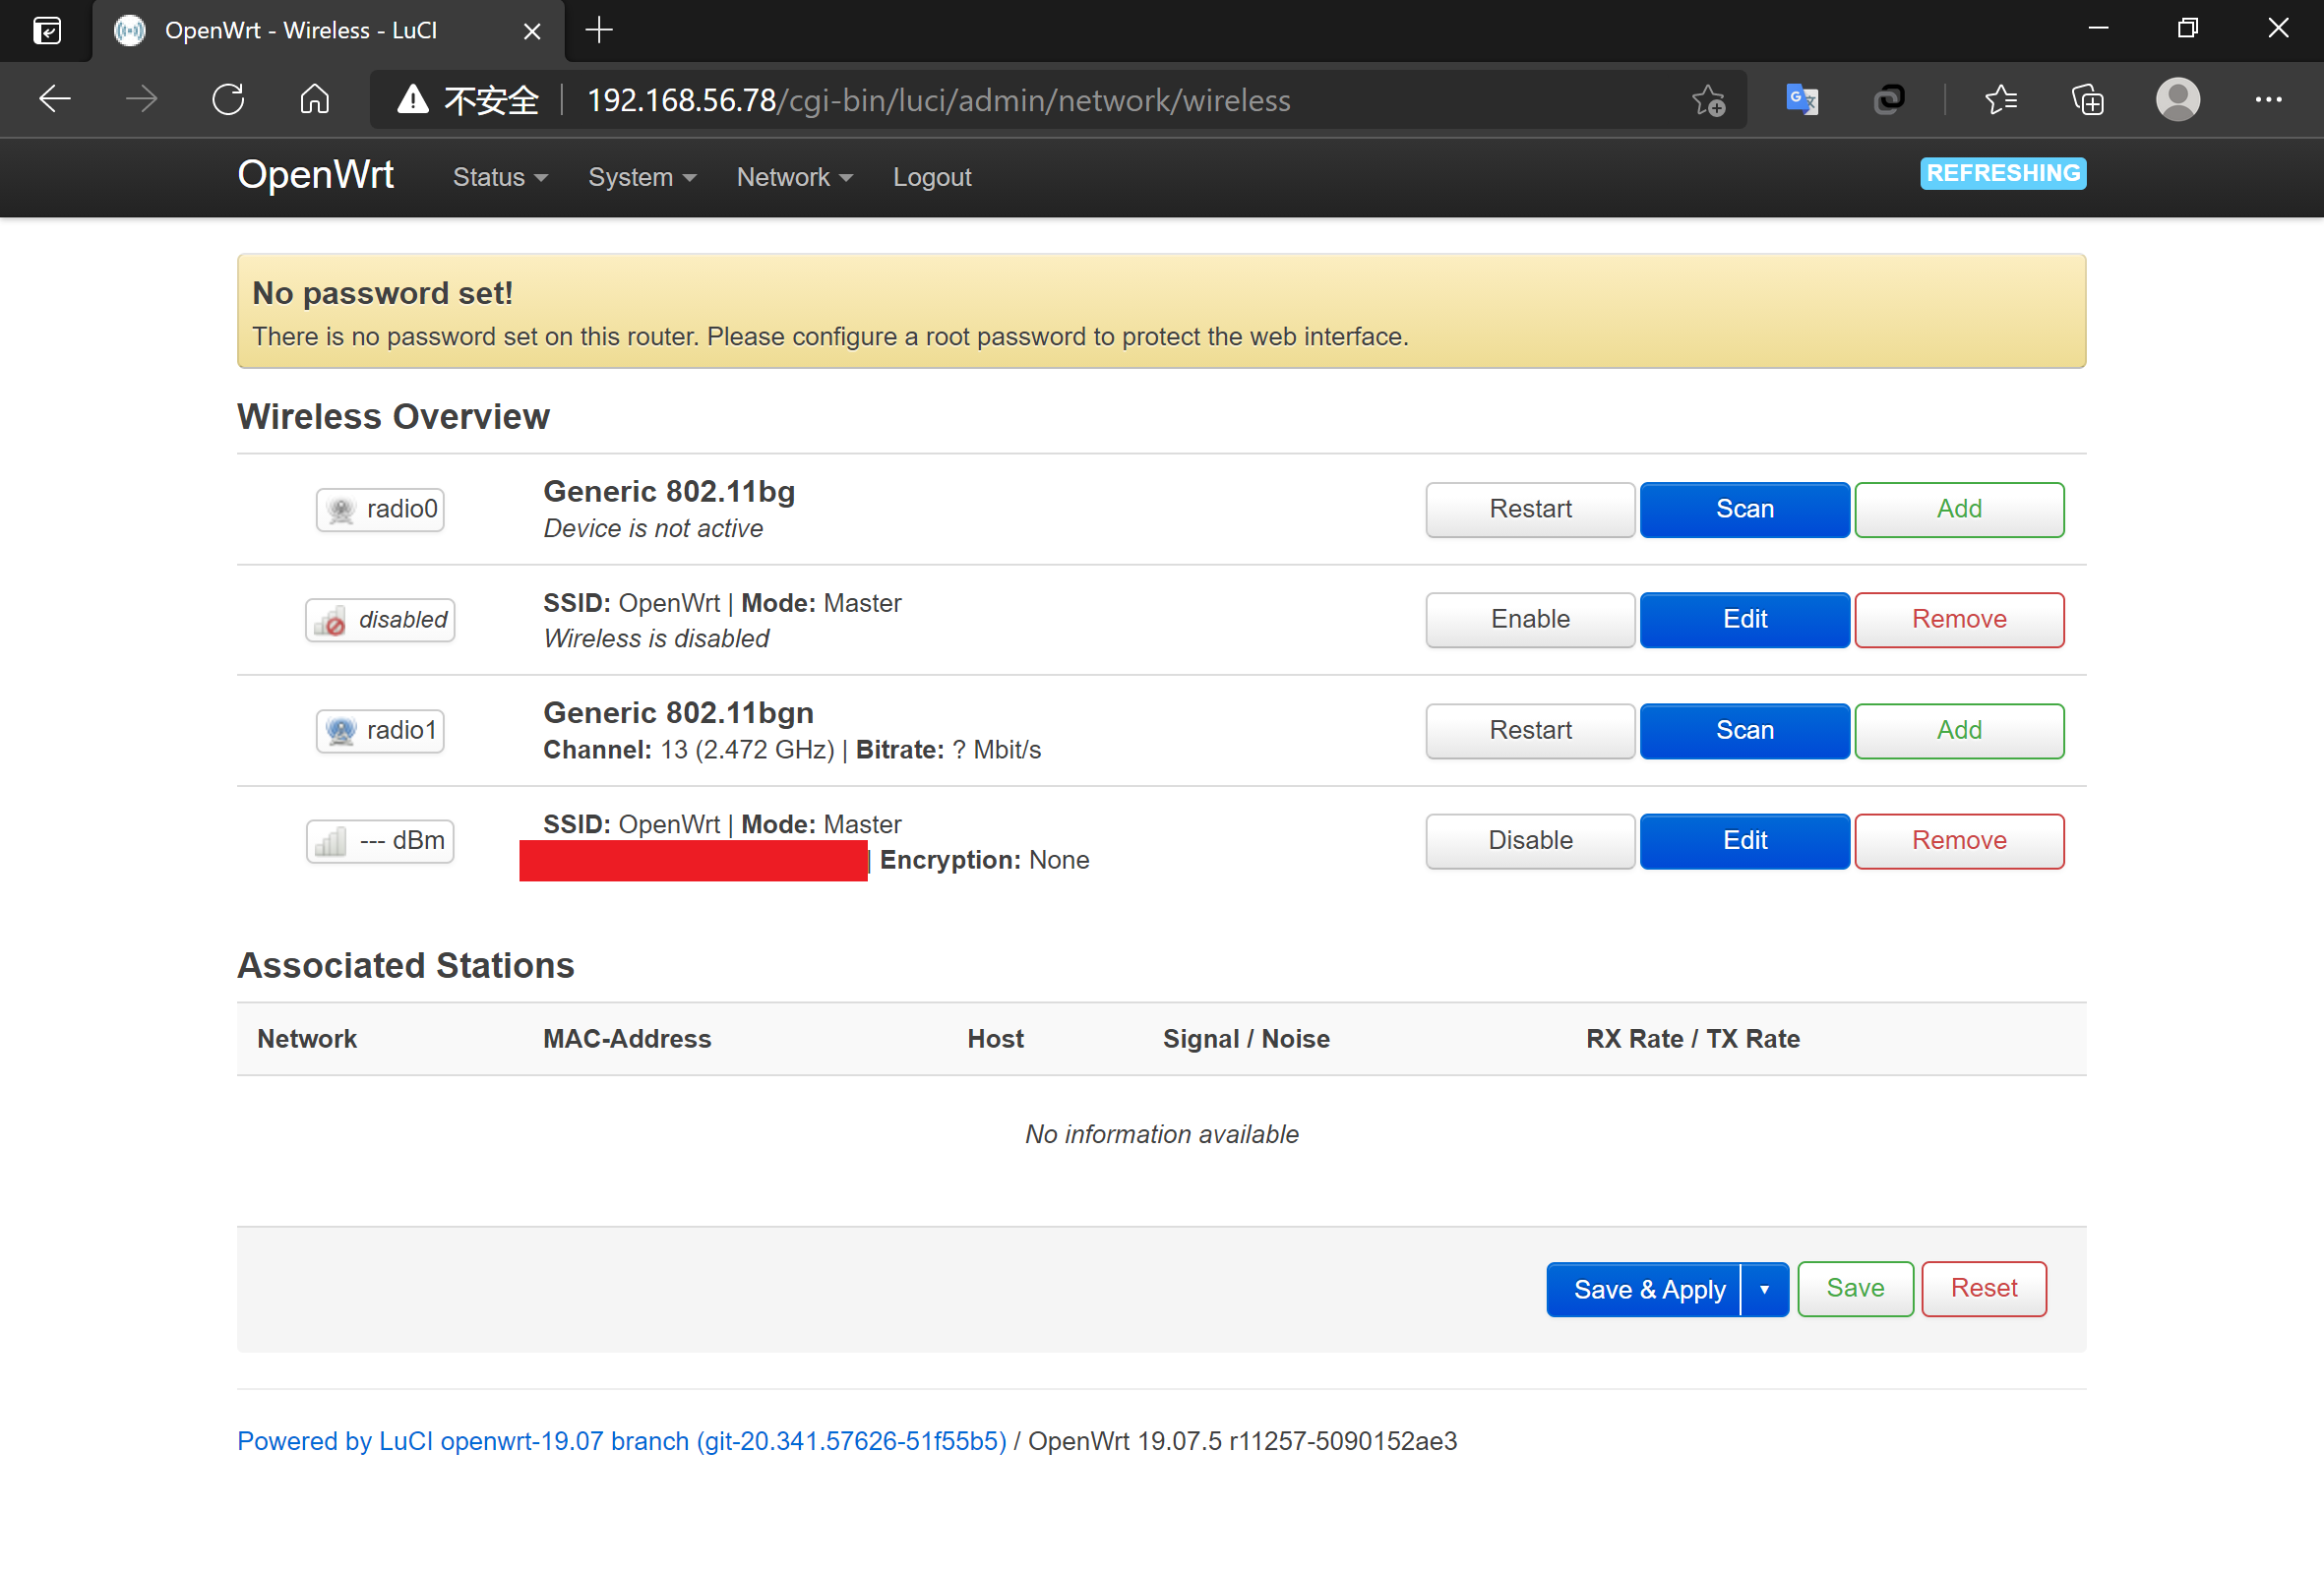 OpenWrt - Wireless - LuCI
不安全 192.168.56.78/cgi-bin/luci/admin/network/wireless
OpenWrt Status System Network Logout REFRESHING
No password set!
There is no password set on this router. Please configure a root password to protect the web interface.
Wireless Overview
radio0
Generic 802.11bg
Device is not active
Restart Scan Add
disabled
SSID: OpenWrt | Mode: Master
Wireless is disabled
Enable Edit Remove
radio1
Generic 802.11bgn
Channel: 13 (2.472 GHz) | Bitrate: ? Mbit/s
Restart Scan Add
--- dBm
SSID: OpenWrt | Mode: Master
| Encryption: None
Disable Edit Remove
Associated Stations
Network MAC-Address Host Signal / Noise RX Rate / TX Rate
No information available
Save & Apply Save Reset
Powered by LuCI openwrt-19.07 branch (git-20.341.57626-51f55b5) / OpenWrt 19.07.5 r11257-5090152ae3